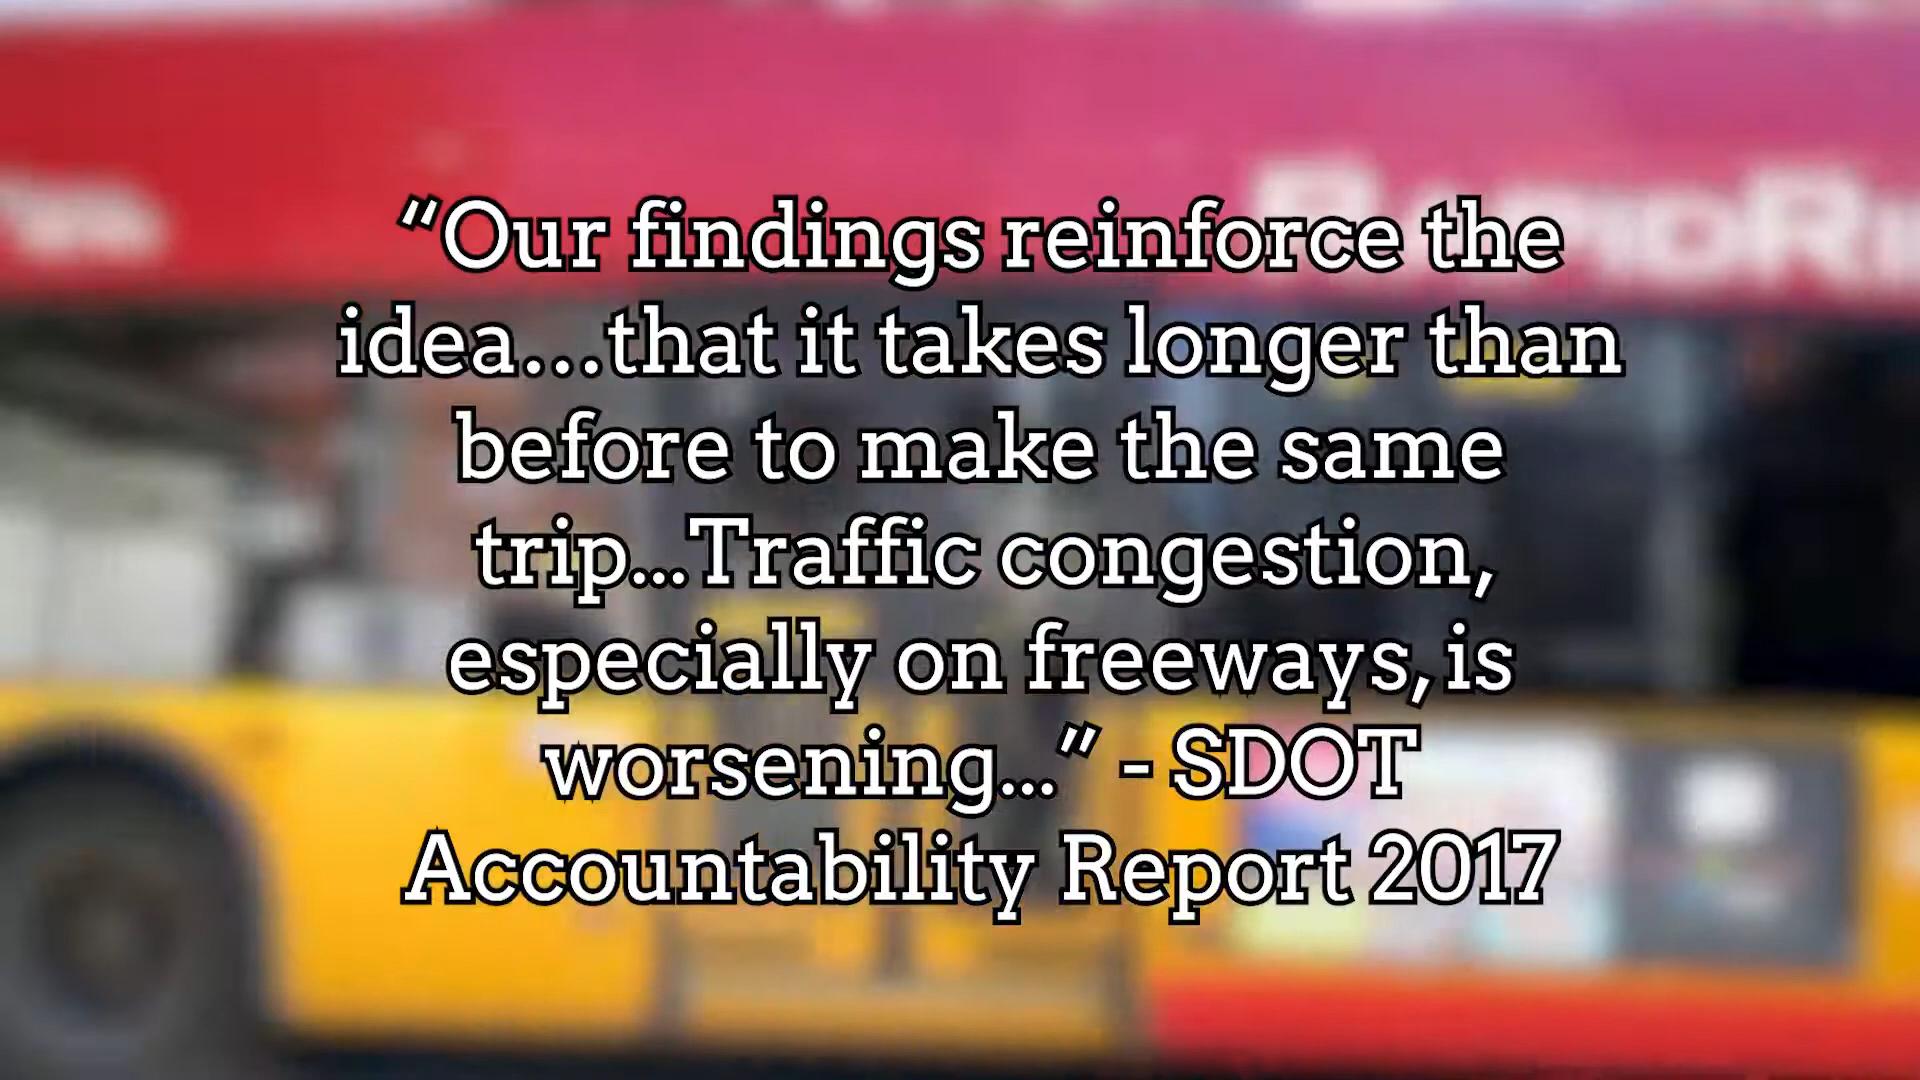 “Our findings reinforce the
idea...that it takes longer than
before to make the same
trip...Traffic congestion,
especially on freeways, is
worsening...” - SDOT
Accountability Report 2017